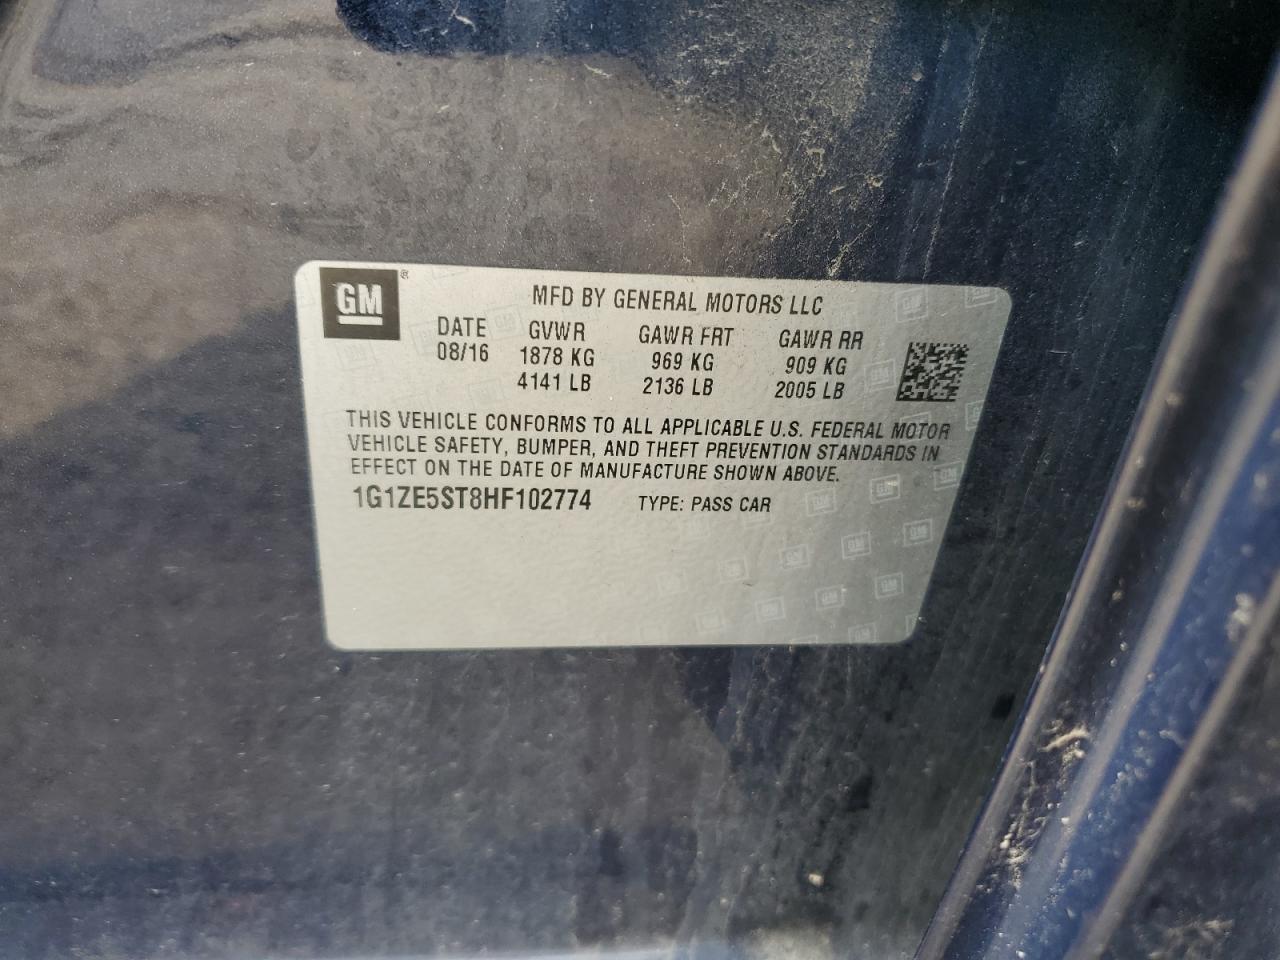 GM®
MFD BY GENERAL MOTORS LLC
DATE GVWR GAWR FRT GAWR RR
08/16 1878 KG 969 KG 909 KG
4141 LB 2136 LB 2005 LB
THIS VEHICLE CONFORMS TO ALL APPLICABLE U.S. FEDERAL MOTOR
VEHICLE SAFETY, BUMPER, AND THEFT PREVENTION STANDARDS IN
EFFECT ON THE DATE OF MANUFACTURE SHOWN ABOVE.
1G1ZE5ST8HF102774 TYPE: PASS CAR